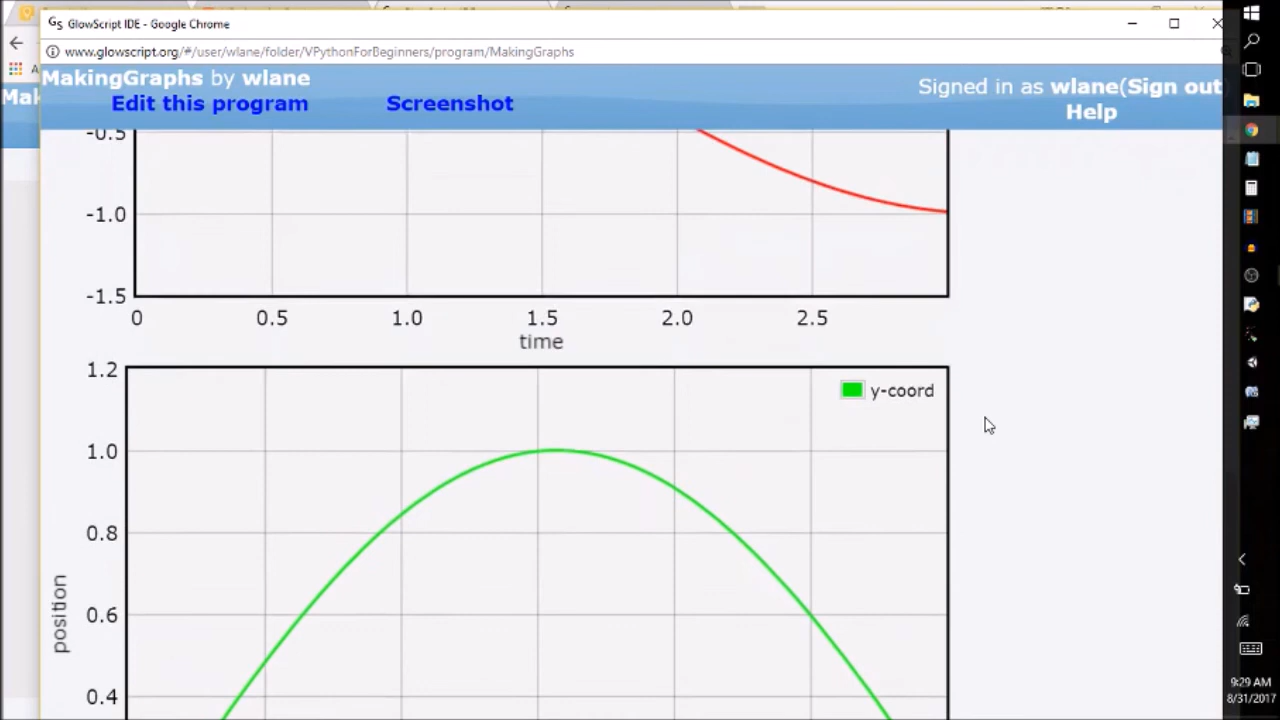 GlowScript IDE - Google Chrome
www.glowscript.org/#/user/wlane/folder/VPythonForBeginners/program/MakingGraphs
MakingGraphs by wlane
Signed in as wlane(Sign out)
Edit this program
Screenshot
Help
-0.5
-1.0
-1.5
0
0.5
1.0
1.5
2.0
2.5
time
1.2
y-coord
1.0
0.8
0.6
0.4
position
9:29 AM
8/31/2017